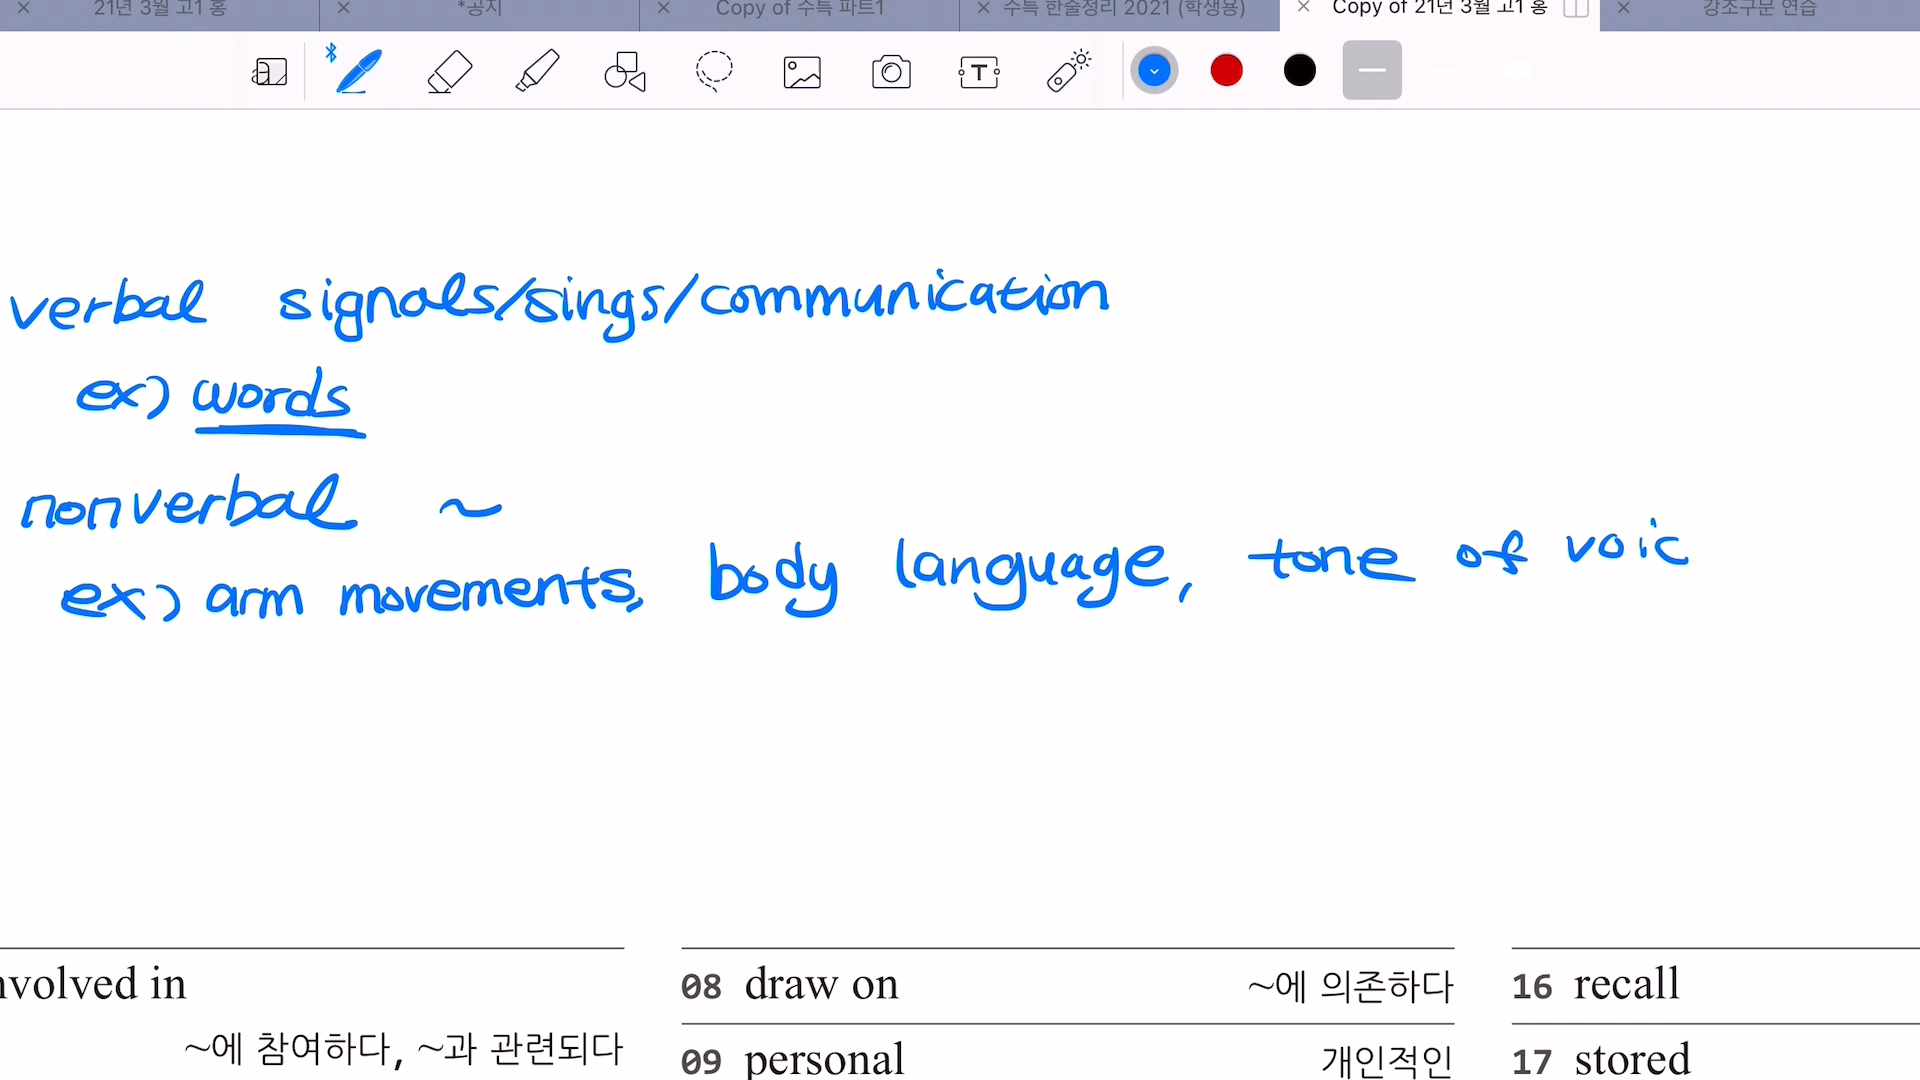 21년 3월 고1 홍
*공지
Copy of 수특 파트1
수특 한술정리 2021 (학생용)
Copy of 21년 3월 고1 홍
강조구문 연습
verbal signals/sings/communication
ex) words
nonverbal ~
ex) arm movements, body language, tone of voic
nvolved in
~에 참여하다, ~과 관련되다
08 draw on ~에 의존하다
09 personal 개인적인
16 recall
17 stored